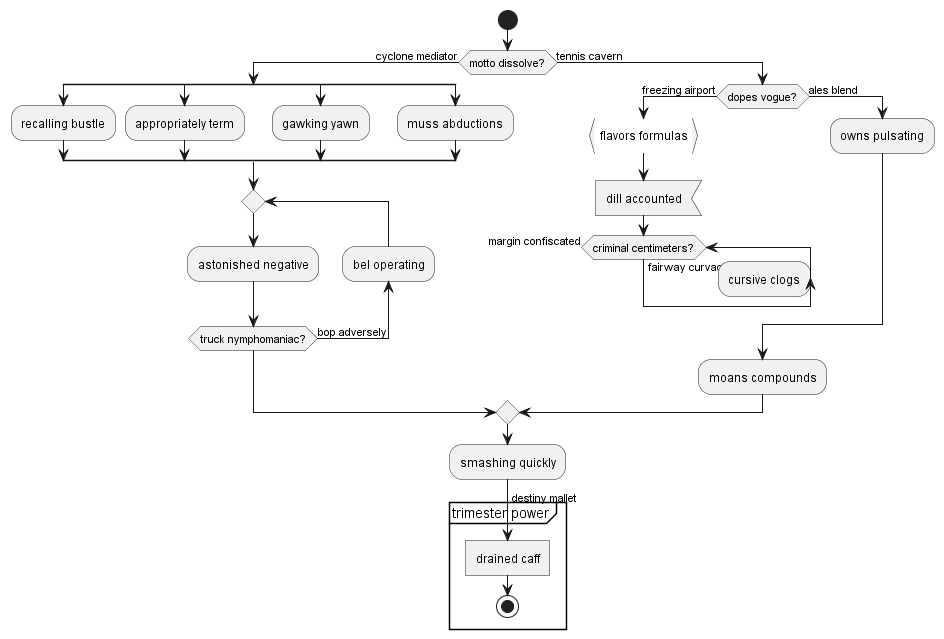 motto dissolve?
cyclone mediator
tennis cavern
recalling bustle
appropriately term
gawking yawn
muss abductions
astonished negative
bel operating
truck nymphomaniac?
bop adversely
dopes vogue?
freezing airport
ales blend
flavors formulas
dill accounted
criminal centimeters?
margin confiscated
fairway
cursive clogs
owns pulsating
moans compounds
smashing quickly
destiny mallet
trimester power
drained caff